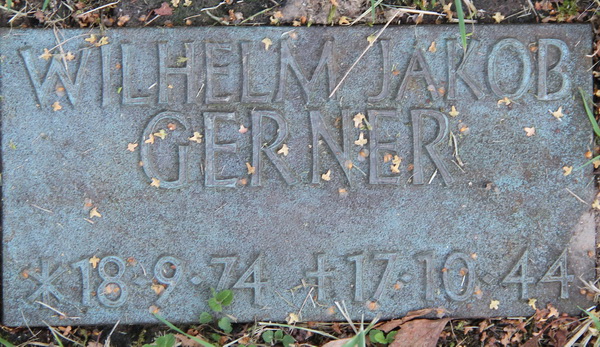 WILHELM JAKOB
GERNER
* 18·9·74 † 17·10·44